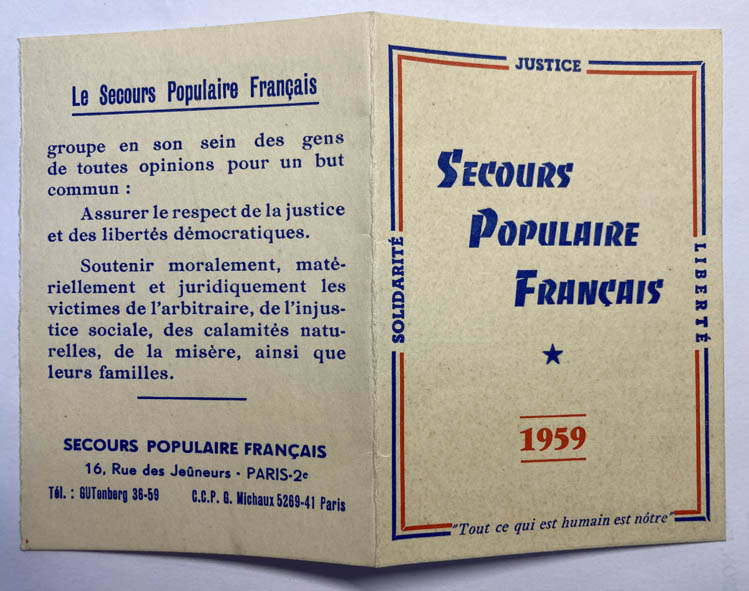 Le Secours Populaire Français
groupe en son sein des gens
de toutes opinions pour un but
commun :
Assurer le respect de la justice
et des libertés démocratiques.
Soutenir moralement, maté-
riellement et juridiquement les
victimes de l'arbitraire, de l'injus-
tice sociale, des calamités natu-
relles, de la misère, ainsi que
leurs familles.
SECOURS POPULAIRE FRANÇAIS
16, Rue des Jeûneurs - PARIS-2e
Tél. : GUTenberg 36-59 C.C.P. G. Michaux 5269-41 Paris
JUSTICE
SOLIDARITÉ
SECOURS
POPULAIRE
FRANÇAIS
1959
LIBERTÉ
"Tout ce qui est humain est nôtre"